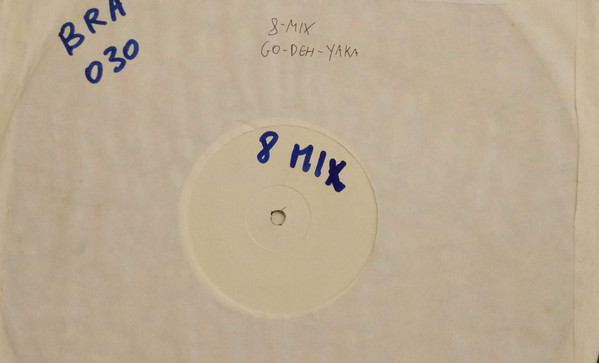 BRA
030
8-MIX
GO-DEH-YAKA
8 MIX